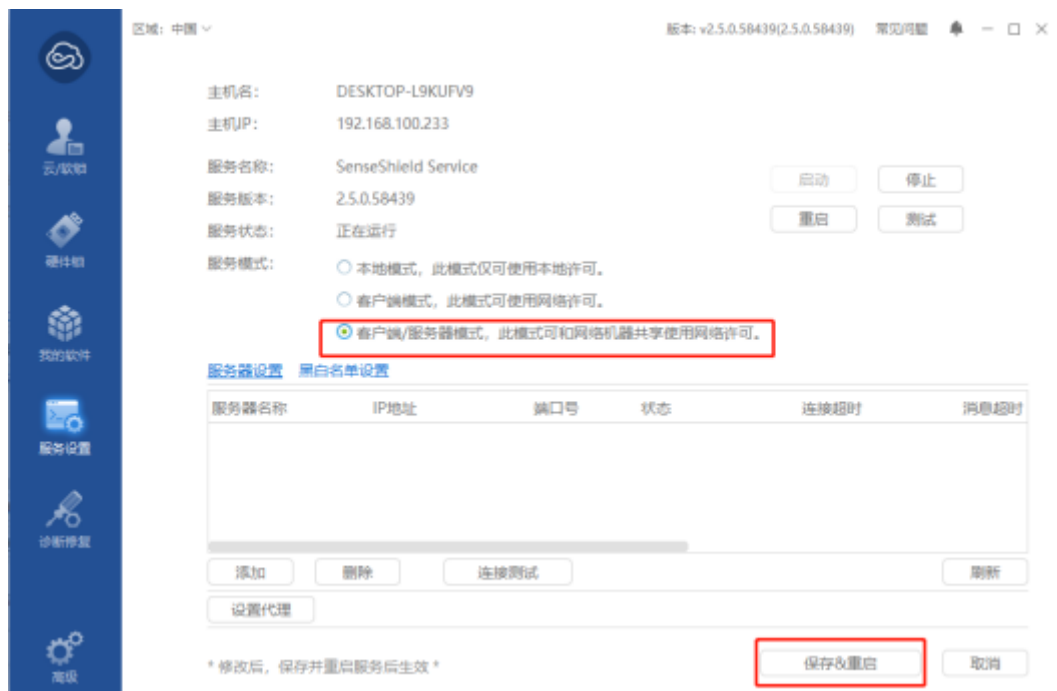 区域: 中国
版本: v2.5.0.58439(2.5.0.58439) 常见问题
主机名: DESKTOP-L9KUFV9
主机IP: 192.168.100.233
服务名称: SenseShield Service
启动 停止
服务版本: 2.5.0.58439
重启 测试
服务状态: 正在运行
服务模式: 本地模式，此模式仅可使用本地许可。
客户端模式，此模式可使用网络许可。
客户端/服务器模式，此模式可和网络机器共享使用网络许可。
服务器设置 黑白名单设置
服务器名称 IP地址 端口号 状态 连接超时 消息超时
添加 删除 连接测试 刷新
设置代理
* 修改后，保存并重启服务后生效 *
保存&重启 取消
云/软锁
硬件锁
我的软件
服务设置
诊断修复
高级